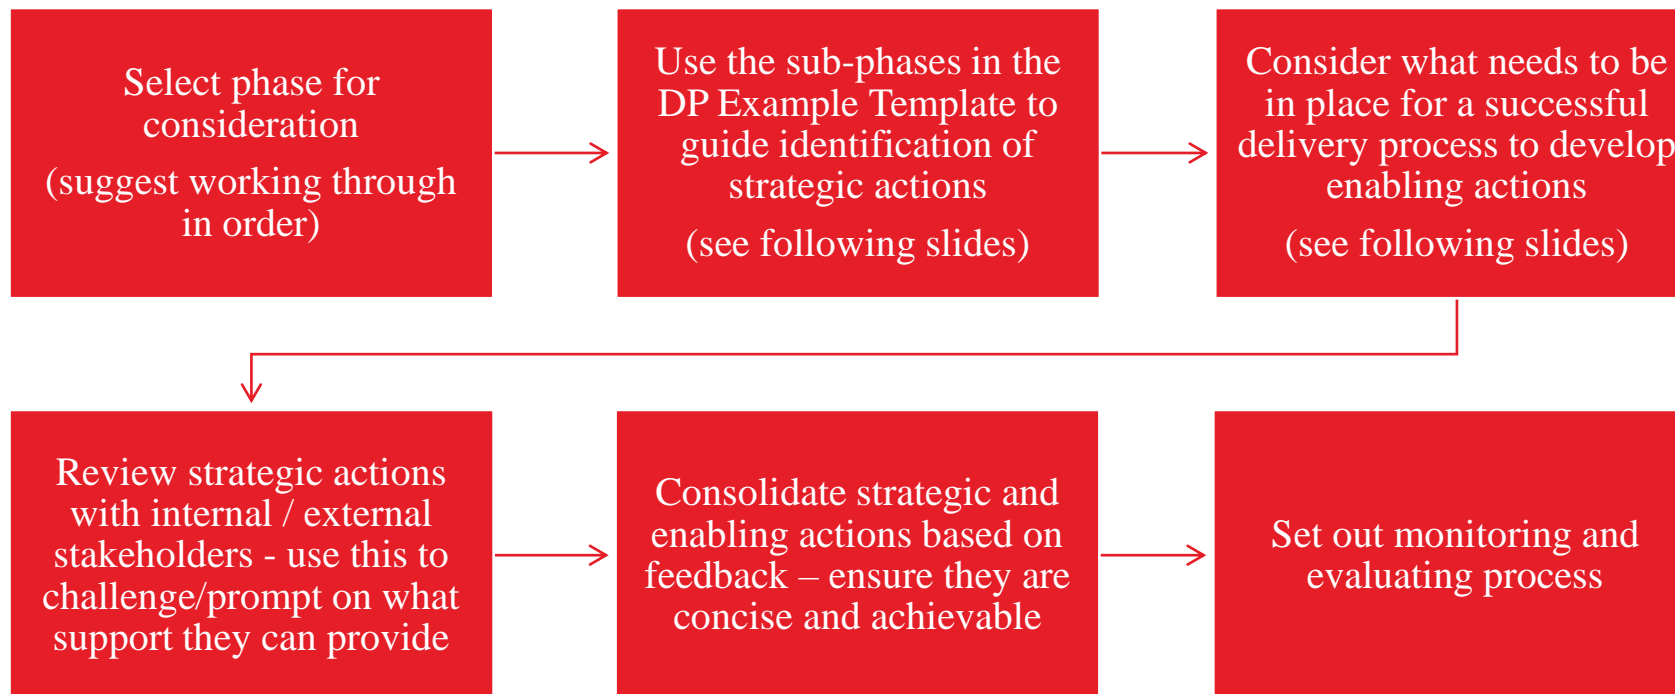 Select phase for
consideration
(suggest working through
in order)
Use the sub-phases in the
DP Example Template to
guide identification of
strategic actions
(see following slides)
Consider what needs to be
in place for a successful
delivery process to develop
enabling actions
(see following slides)
Review strategic actions
with internal / external
stakeholders - use this to
challenge/prompt on what
support they can provide
Consolidate strategic and
enabling actions based on
feedback – ensure they are
concise and achievable
Set out monitoring and
evaluating process